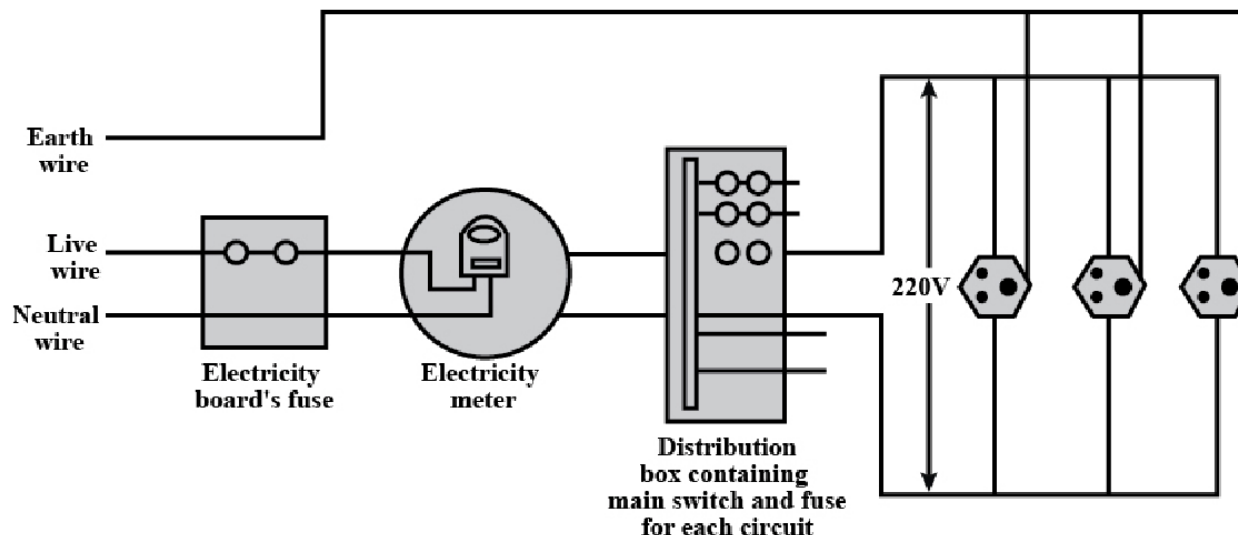 Earth
wire
Live
wire
Neutral
wire
Electricity
board's fuse
Electricity
meter
Distribution
box containing
main switch and fuse
for each circuit
220V